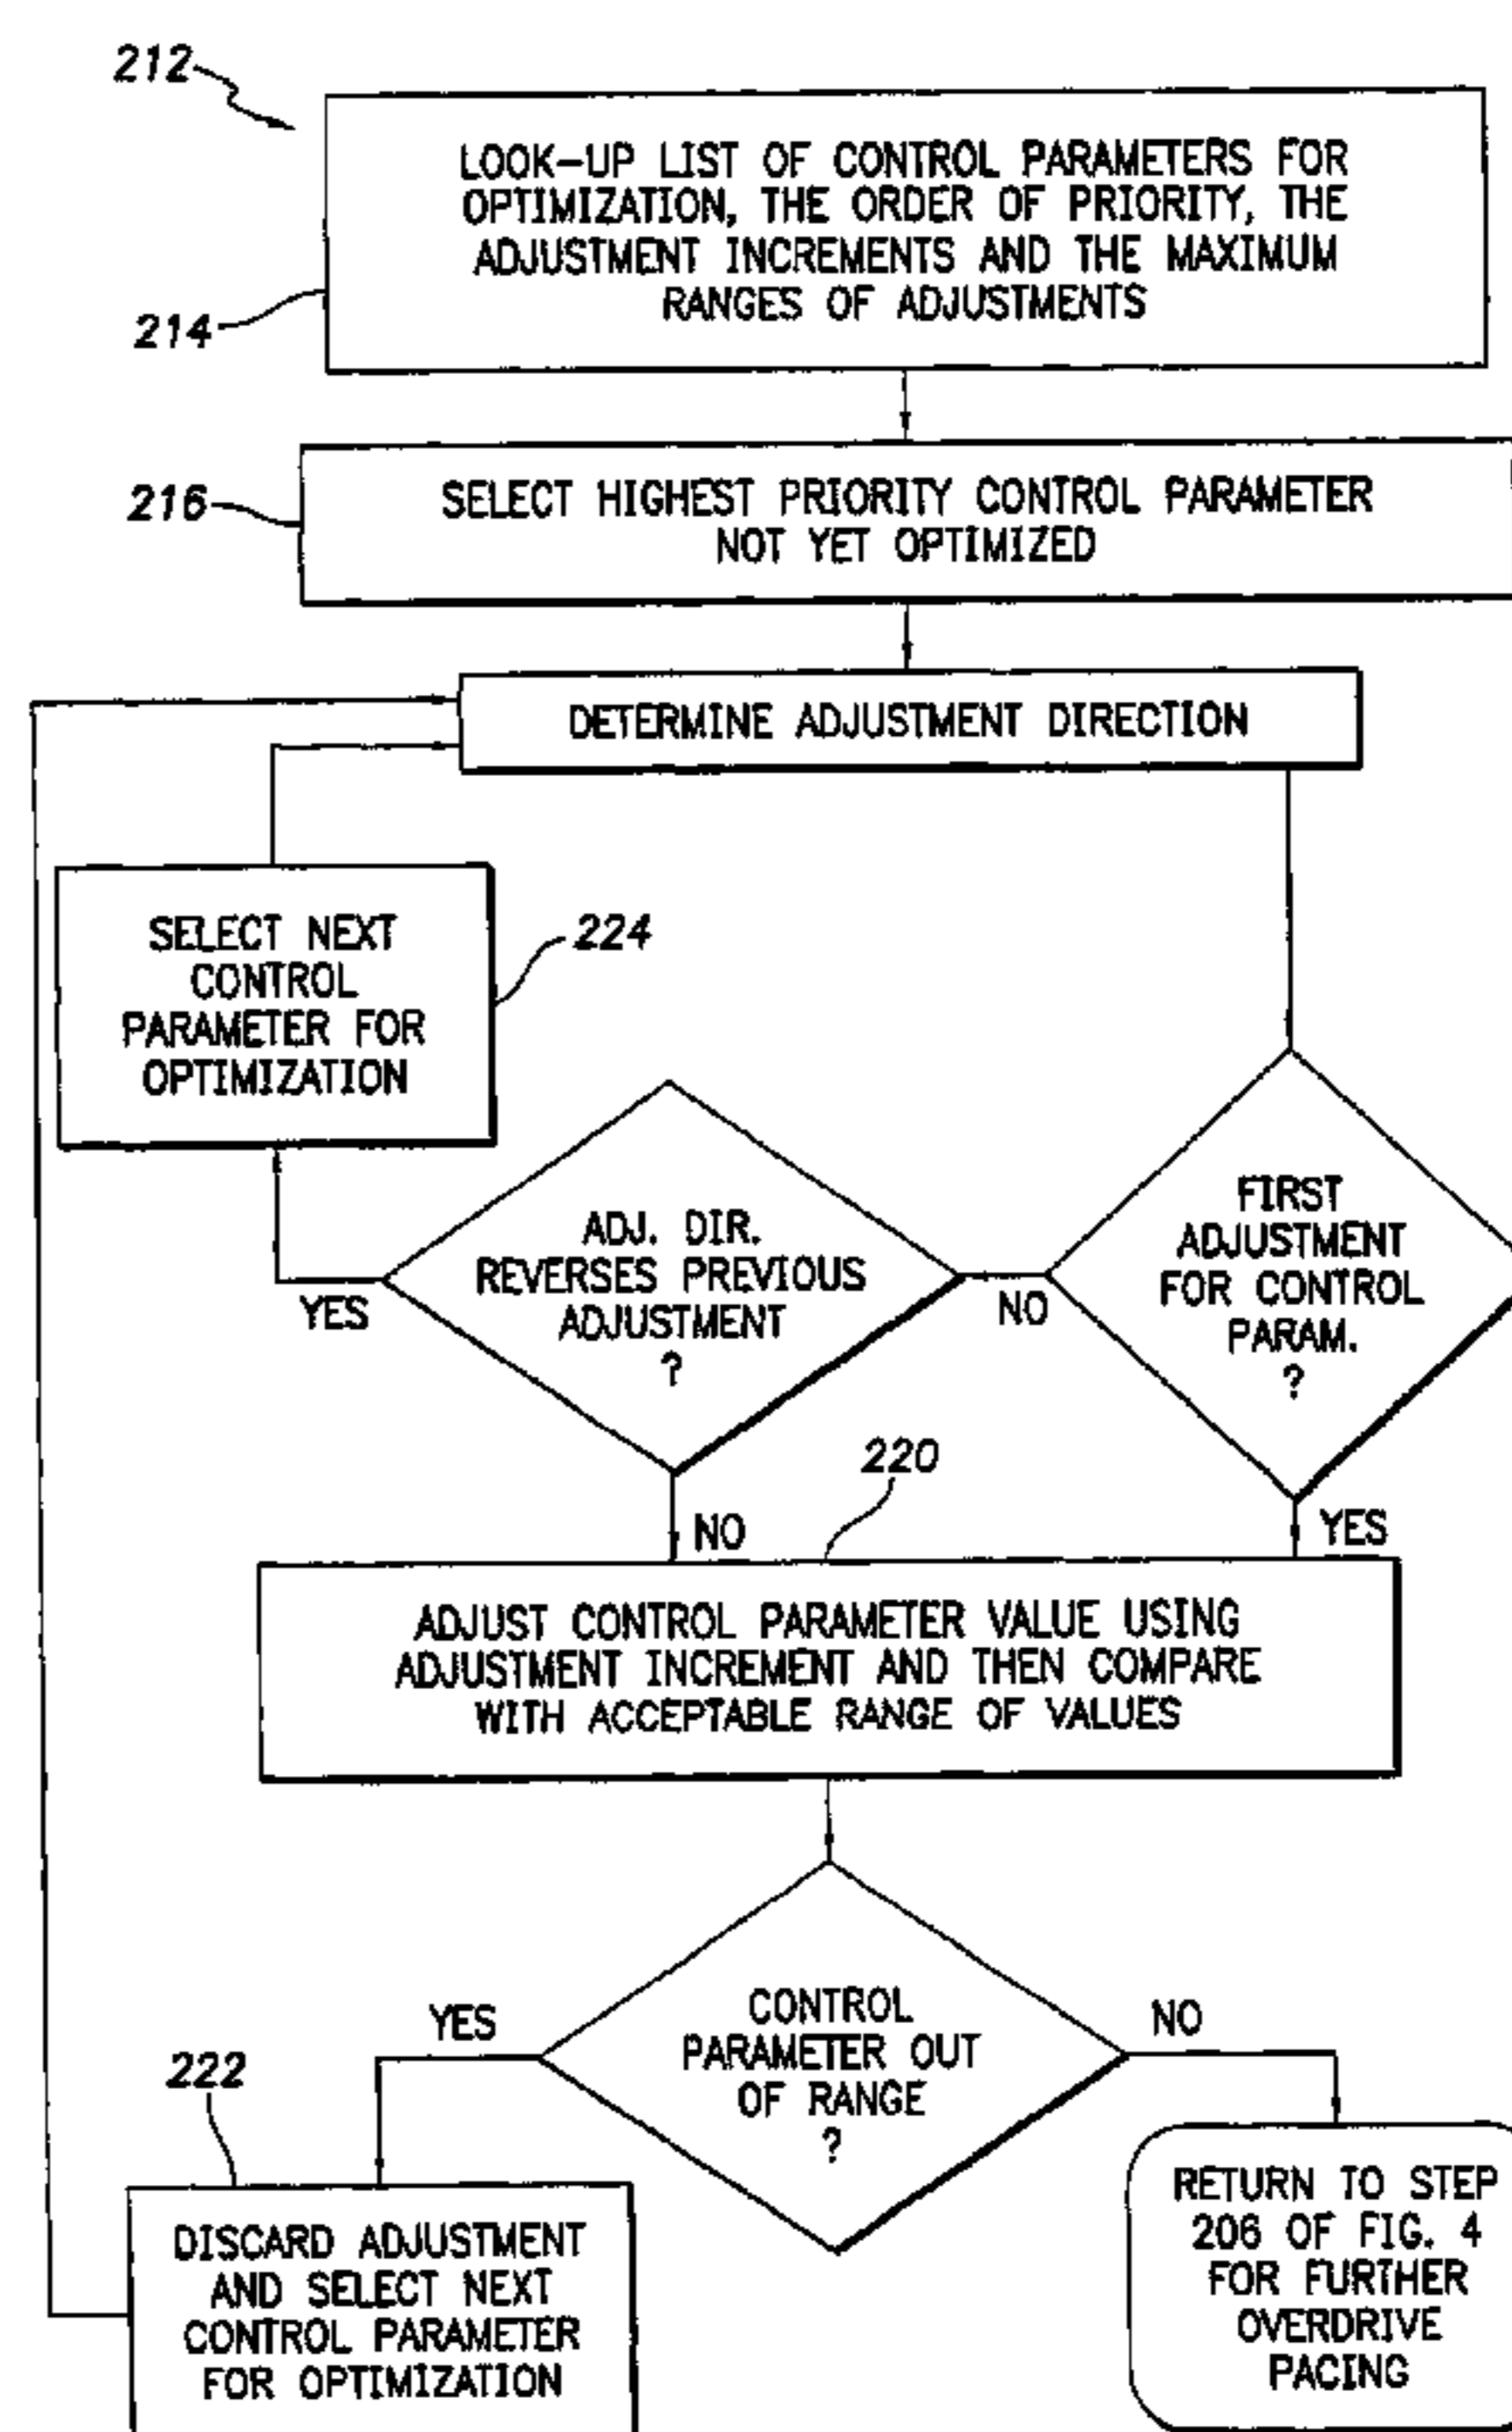 212
LOOK-UP LIST OF CONTROL PARAMETERS FOR
OPTIMIZATION, THE ORDER OF PRIORITY, THE
ADJUSTMENT INCREMENTS AND THE MAXIMUM
RANGES OF ADJUSTMENTS
214
216
SELECT HIGHEST PRIORITY CONTROL PARAMETER
NOT YET OPTIMIZED
DETERMINE ADJUSTMENT DIRECTION
SELECT NEXT
CONTROL
PARAMETER FOR
OPTIMIZATION
224
ADJ. DIR.
REVERSES PREVIOUS
ADJUSTMENT
?
YES
NO
FIRST
ADJUSTMENT
FOR CONTROL
PARAM.
?
NO
YES
220
ADJUST CONTROL PARAMETER VALUE USING
ADJUSTMENT INCREMENT AND THEN COMPARE
WITH ACCEPTABLE RANGE OF VALUES
CONTROL
PARAMETER OUT
OF RANGE
?
YES
NO
222
DISCARD ADJUSTMENT
AND SELECT NEXT
CONTROL PARAMETER
FOR OPTIMIZATION
RETURN TO STEP
206 OF FIG. 4
FOR FURTHER
OVERDRIVE
PACING